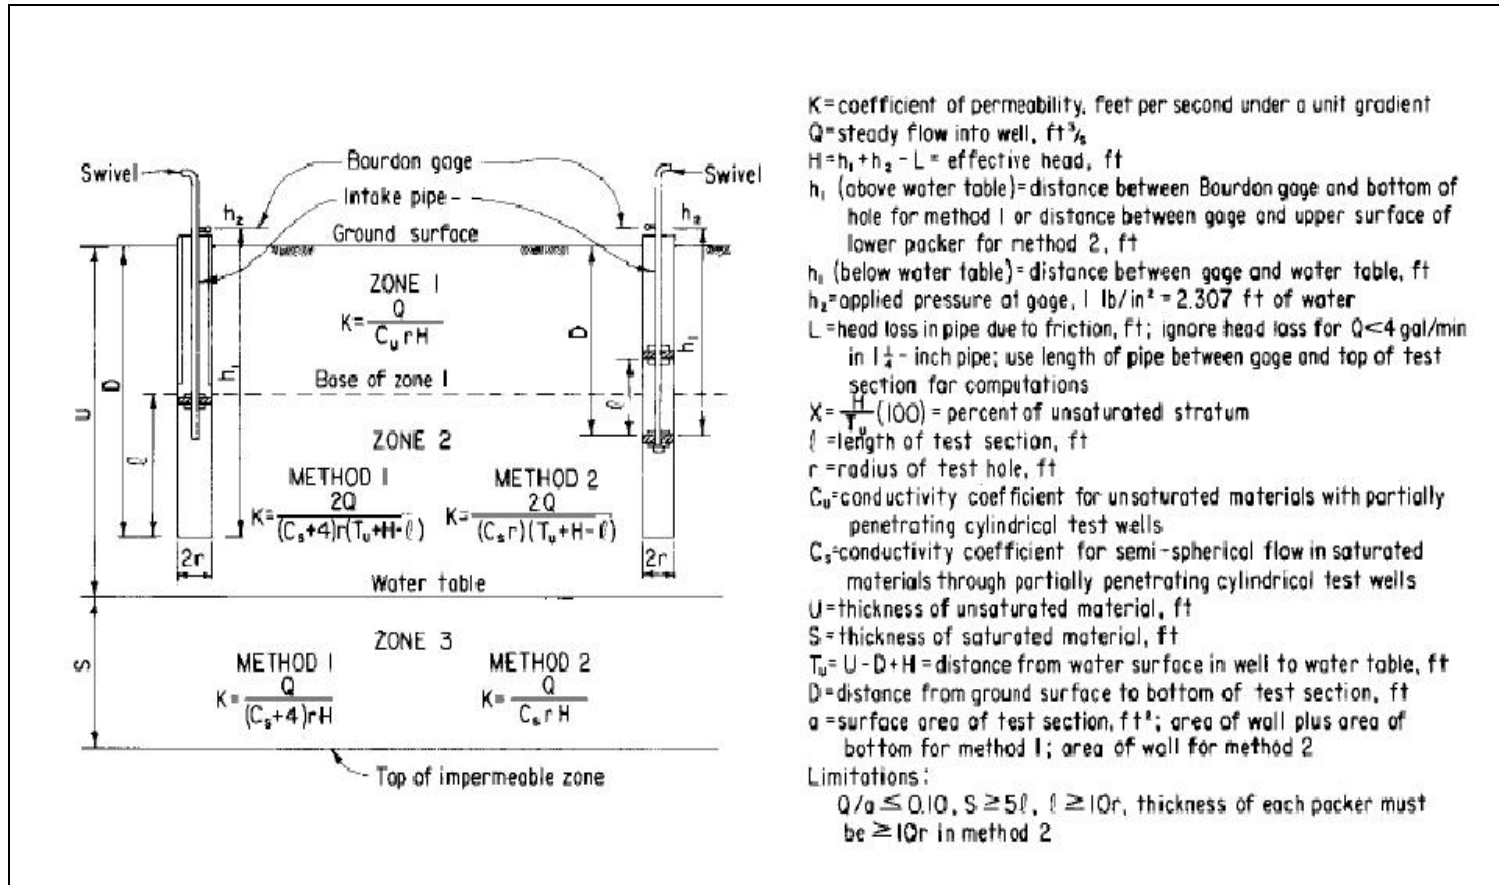 Swivel
Bourdon gage
Swivel
Intake pipe
h₂
h₂
Ground surface
ZONE 1
K = Q / (Cᵤ r H)
D
h₁
Base of zone 1
U
D
h₁
ℓ
ℓ
ZONE 2
METHOD 1
K = 2Q / ((Cₛ+4)r(Tᵤ+H-ℓ))
METHOD 2
K = 2Q / ((Cₛ r)(Tᵤ+H-ℓ))
2r
2r
Water table
ZONE 3
S
METHOD 1
K = Q / ((Cₛ+4)rH)
METHOD 2
K = Q / (Cₛ r H)
Top of impermeable zone
K=coefficient of permeability, feet per second under a unit gradient
Q=steady flow into well, ft³/s
H=h₁+h₂-L= effective head, ft
h₁ (above water table)=distance between Bourdon gage and bottom of
hole for method 1 or distance between gage and upper surface of
lower packer for method 2, ft
h₁ (below water table)=distance between gage and water table, ft
h₂=applied pressure at gage, 1 lb/in² = 2.307 ft of water
L=head loss in pipe due to friction, ft; ignore head loss for Q<4 gal/min
in 1¼-inch pipe; use length of pipe between gage and top of test
section for computations
X= H/Tᵤ (100) = percent of unsaturated stratum
ℓ =length of test section, ft
r =radius of test hole, ft
Cᵤ=conductivity coefficient for unsaturated materials with partially
penetrating cylindrical test wells
Cₛ=conductivity coefficient for semi-spherical flow in saturated
materials through partially penetrating cylindrical test wells
U=thickness of unsaturated material, ft
S=thickness of saturated material, ft
Tᵤ= U-D+H =distance from water surface in well to water table, ft
D=distance from ground surface to bottom of test section, ft
a =surface area of test section, ft²; area of wall plus area of
bottom for method 1; area of wall for method 2
Limitations:
Q/a ≤ 0.10, S ≥ 5ℓ, ℓ ≥ 10r, thickness of each packer must
be ≥ 10r in method 2